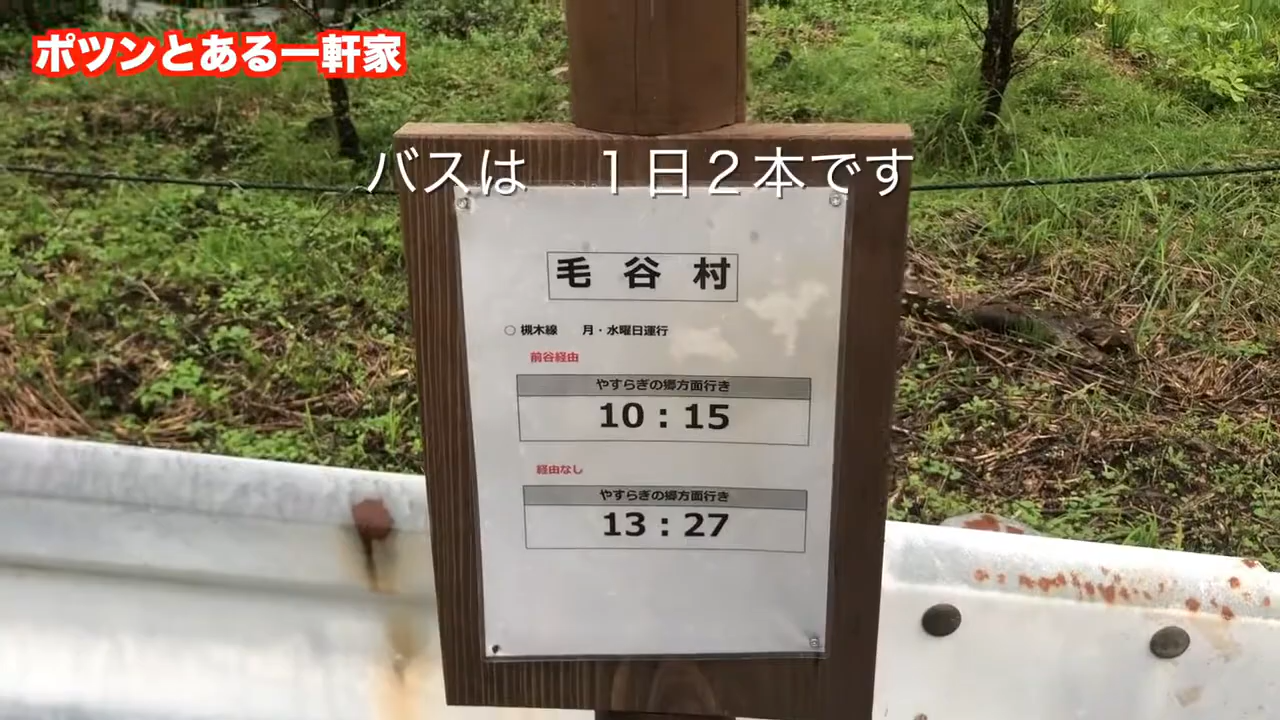 ポツンとある一軒家
バスは　１日２本です
毛 谷 村
○ 槻木線　月・水曜日運行
前谷経由
やすらぎの郷方面行き
10：15
経由なし
やすらぎの郷方面行き
13：27